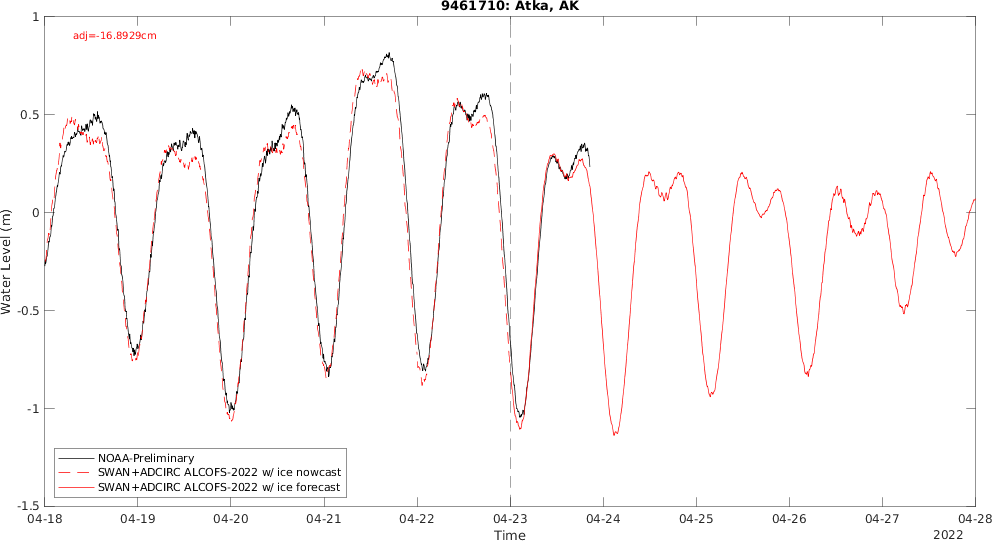 9461710: Atka, AK
adj=-16.8929cm
1
0.5
0
-0.5
-1
-1.5
Water Level (m)
NOAA-Preliminary
SWAN+ADCIRC ALCOFS-2022 w/ ice nowcast
SWAN+ADCIRC ALCOFS-2022 w/ ice forecast
04-18 04-19 04-20 04-21 04-22 04-23 04-24 04-25 04-26 04-27 04-28
Time
2022